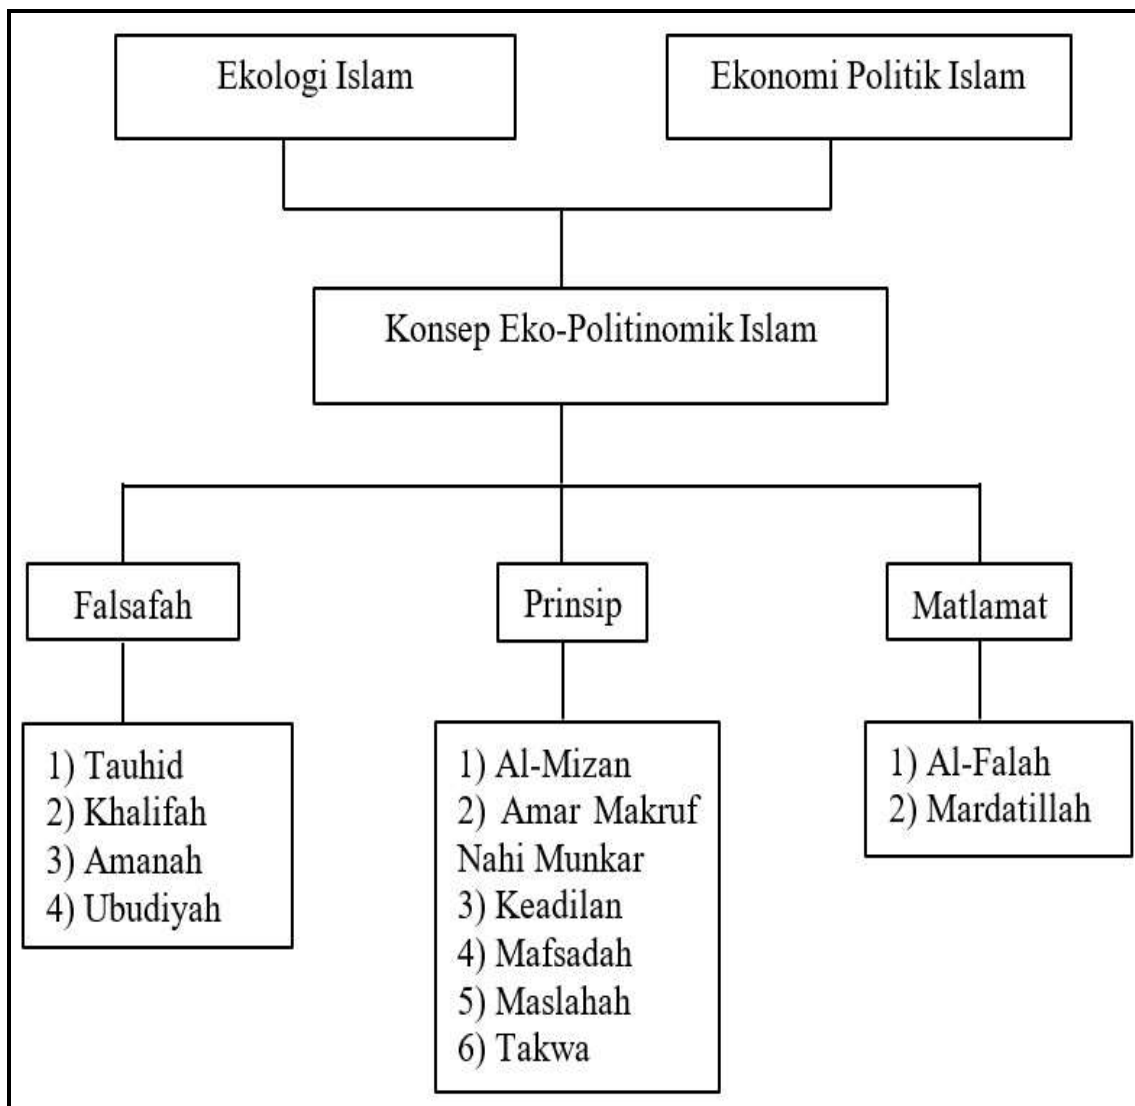 Ekologi Islam
Ekonomi Politik Islam
Konsep Eko-Politinomik Islam
Falsafah
Prinsip
Matlamat
1) Tauhid
2) Khalifah
3) Amanah
4) Ubudiyah
1) Al-Mizan
2) Amar Makruf
Nahi Munkar
3) Keadilan
4) Mafsadah
5) Maslahah
6) Takwa
1) Al-Falah
2) Mardatillah